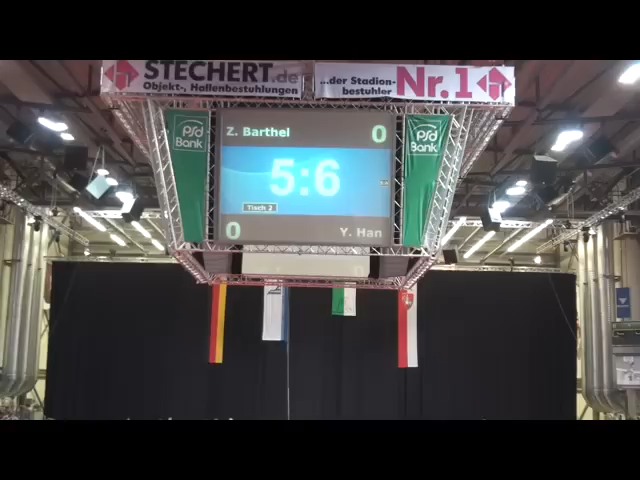 STECHERT.de
Objekt-, Hallenbestuhlungen
...der Stadion-
bestuhler Nr.1
PSd
Bank
Z. Barthel 0
5:6
Tisch 2
0 Y. Han
PSd
Bank